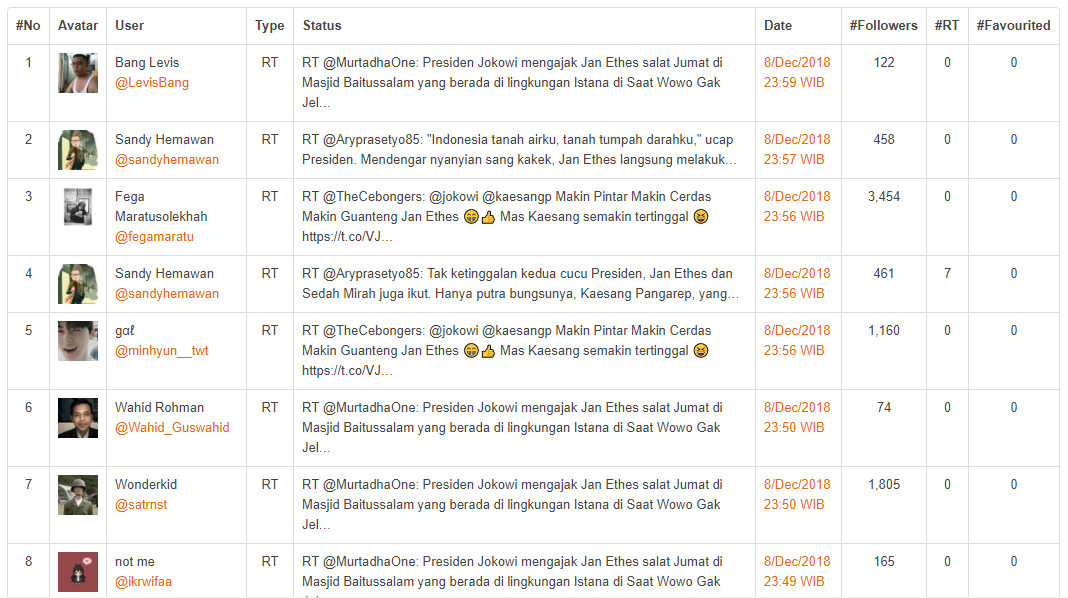 #No Avatar User Type Status Date #Followers #RT #Favourited
1 Bang Levis RT RT @MurtadhaOne: Presiden Jokowi mengajak Jan Ethes salat Jumat di 8/Dec/2018 122 0 0
@LevisBang Masjid Baitussalam yang berada di lingkungan Istana di Saat Wowo Gak 23:59 WIB
Jel...
2 Sandy Hemawan RT RT @Aryprasetyo85: "Indonesia tanah airku, tanah tumpah darahku," ucap 8/Dec/2018 458 0 0
@sandyhemawan Presiden. Mendengar nyanyian sang kakek, Jan Ethes langsung melakuk... 23:57 WIB
3 Fega RT RT @TheCebongers: @jokowi @kaesangp Makin Pintar Makin Cerdas 8/Dec/2018 3,454 0 0
Maratusolekhah Makin Guanteng Jan Ethes 😁👍 Mas Kaesang semakin tertinggal 😆 23:56 WIB
@fegamaratu https://t.co/VJ...
4 Sandy Hemawan RT RT @Aryprasetyo85: Tak ketinggalan kedua cucu Presiden, Jan Ethes dan 8/Dec/2018 461 7 0
@sandyhemawan Sedah Mirah juga ikut. Hanya putra bungsunya, Kaesang Pangarep, yang... 23:56 WIB
5 gαℓ RT RT @TheCebongers: @jokowi @kaesangp Makin Pintar Makin Cerdas 8/Dec/2018 1,160 0 0
@minhyun__twt Makin Guanteng Jan Ethes 😁👍 Mas Kaesang semakin tertinggal 😆 23:56 WIB
https://t.co/VJ...
6 Wahid Rohman RT RT @MurtadhaOne: Presiden Jokowi mengajak Jan Ethes salat Jumat di 8/Dec/2018 74 0 0
@Wahid_Guswahid Masjid Baitussalam yang berada di lingkungan Istana di Saat Wowo Gak 23:50 WIB
Jel...
7 Wonderkid RT RT @MurtadhaOne: Presiden Jokowi mengajak Jan Ethes salat Jumat di 8/Dec/2018 1,805 0 0
@satrnst Masjid Baitussalam yang berada di lingkungan Istana di Saat Wowo Gak 23:50 WIB
Jel...
8 not me RT RT @MurtadhaOne: Presiden Jokowi mengajak Jan Ethes salat Jumat di 8/Dec/2018 165 0 0
@ikrwifaa Masjid Baitussalam yang berada di lingkungan Istana di Saat Wowo Gak 23:49 WIB